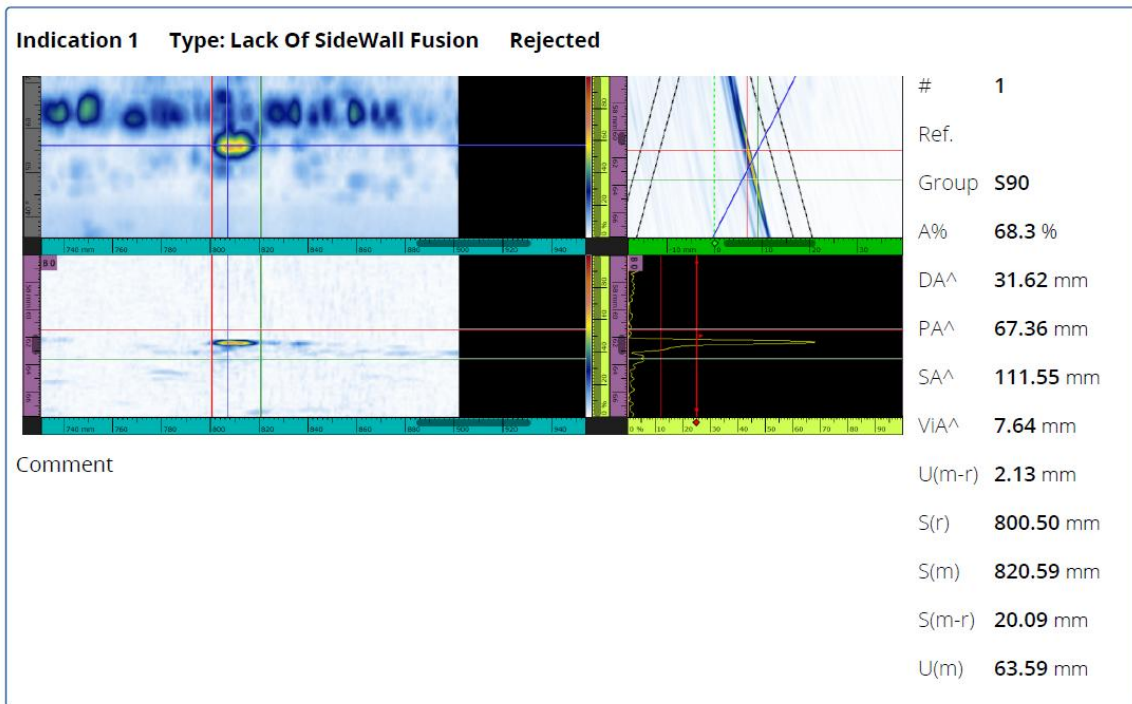 Indication 1 Type: Lack Of SideWall Fusion Rejected
# 1
Ref.
Group S90
A% 68.3 %
DA^ 31.62 mm
PA^ 67.36 mm
SA^ 111.55 mm
ViA^ 7.64 mm
U(m-r) 2.13 mm
S(r) 800.50 mm
S(m) 820.59 mm
S(m-r) 20.09 mm
U(m) 63.59 mm
740 mm 760 780 800 820 840 860 880 900 920 940
-10 mm 0 10 20 30
740 mm 760 780 800 820 840 860 880 900 920 940
0 % 10 20 30 40 50 60 70 80 90
Comment